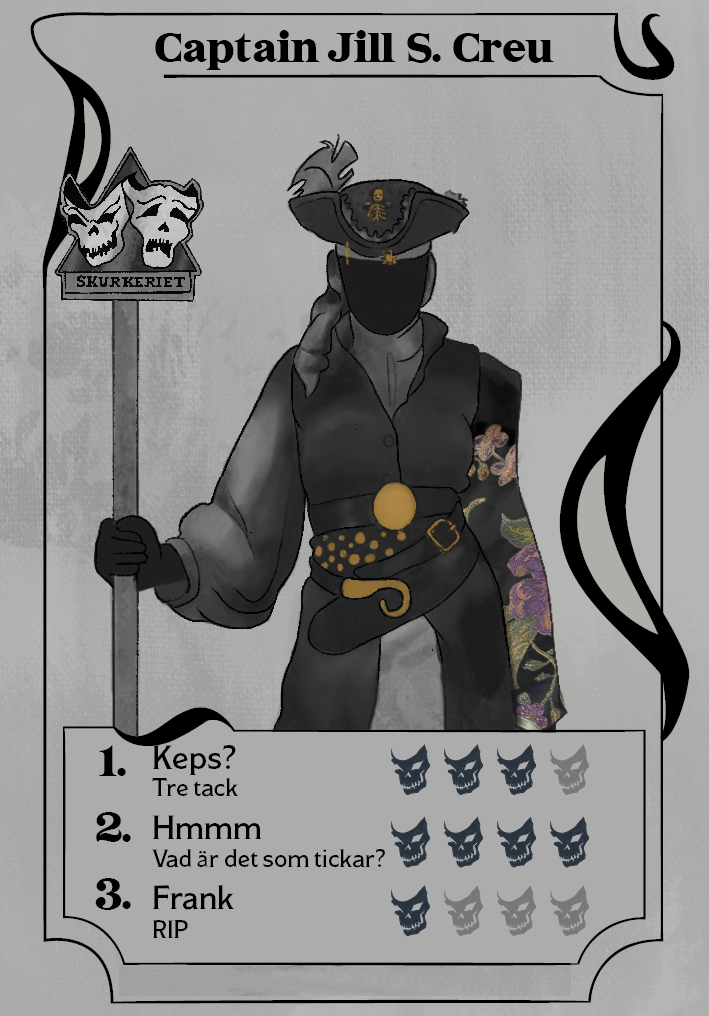 Captain Jill S. Creu
SKURKERIET
1. Keps?
Tre tack
2. Hmmm
Vad är det som tickar?
3. Frank
RIP